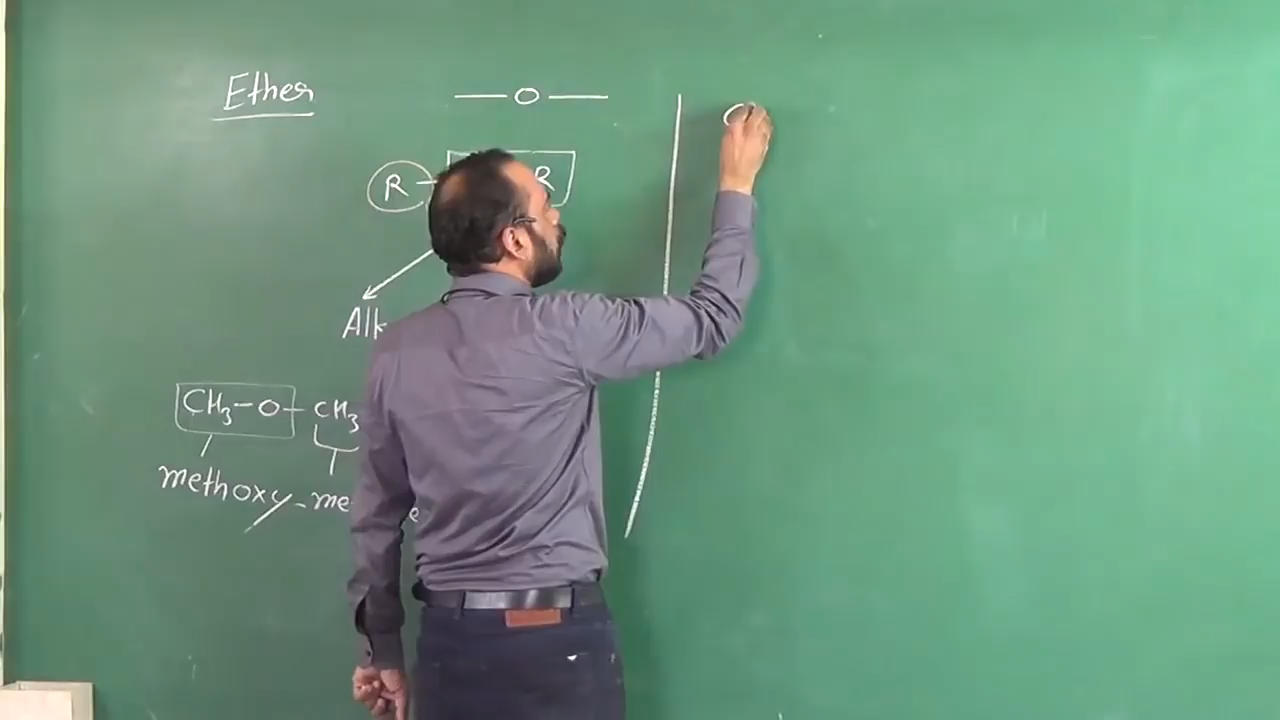 Ether
— O —
R — R
Alk
CH3 – O – CH3
methoxy - me e
C